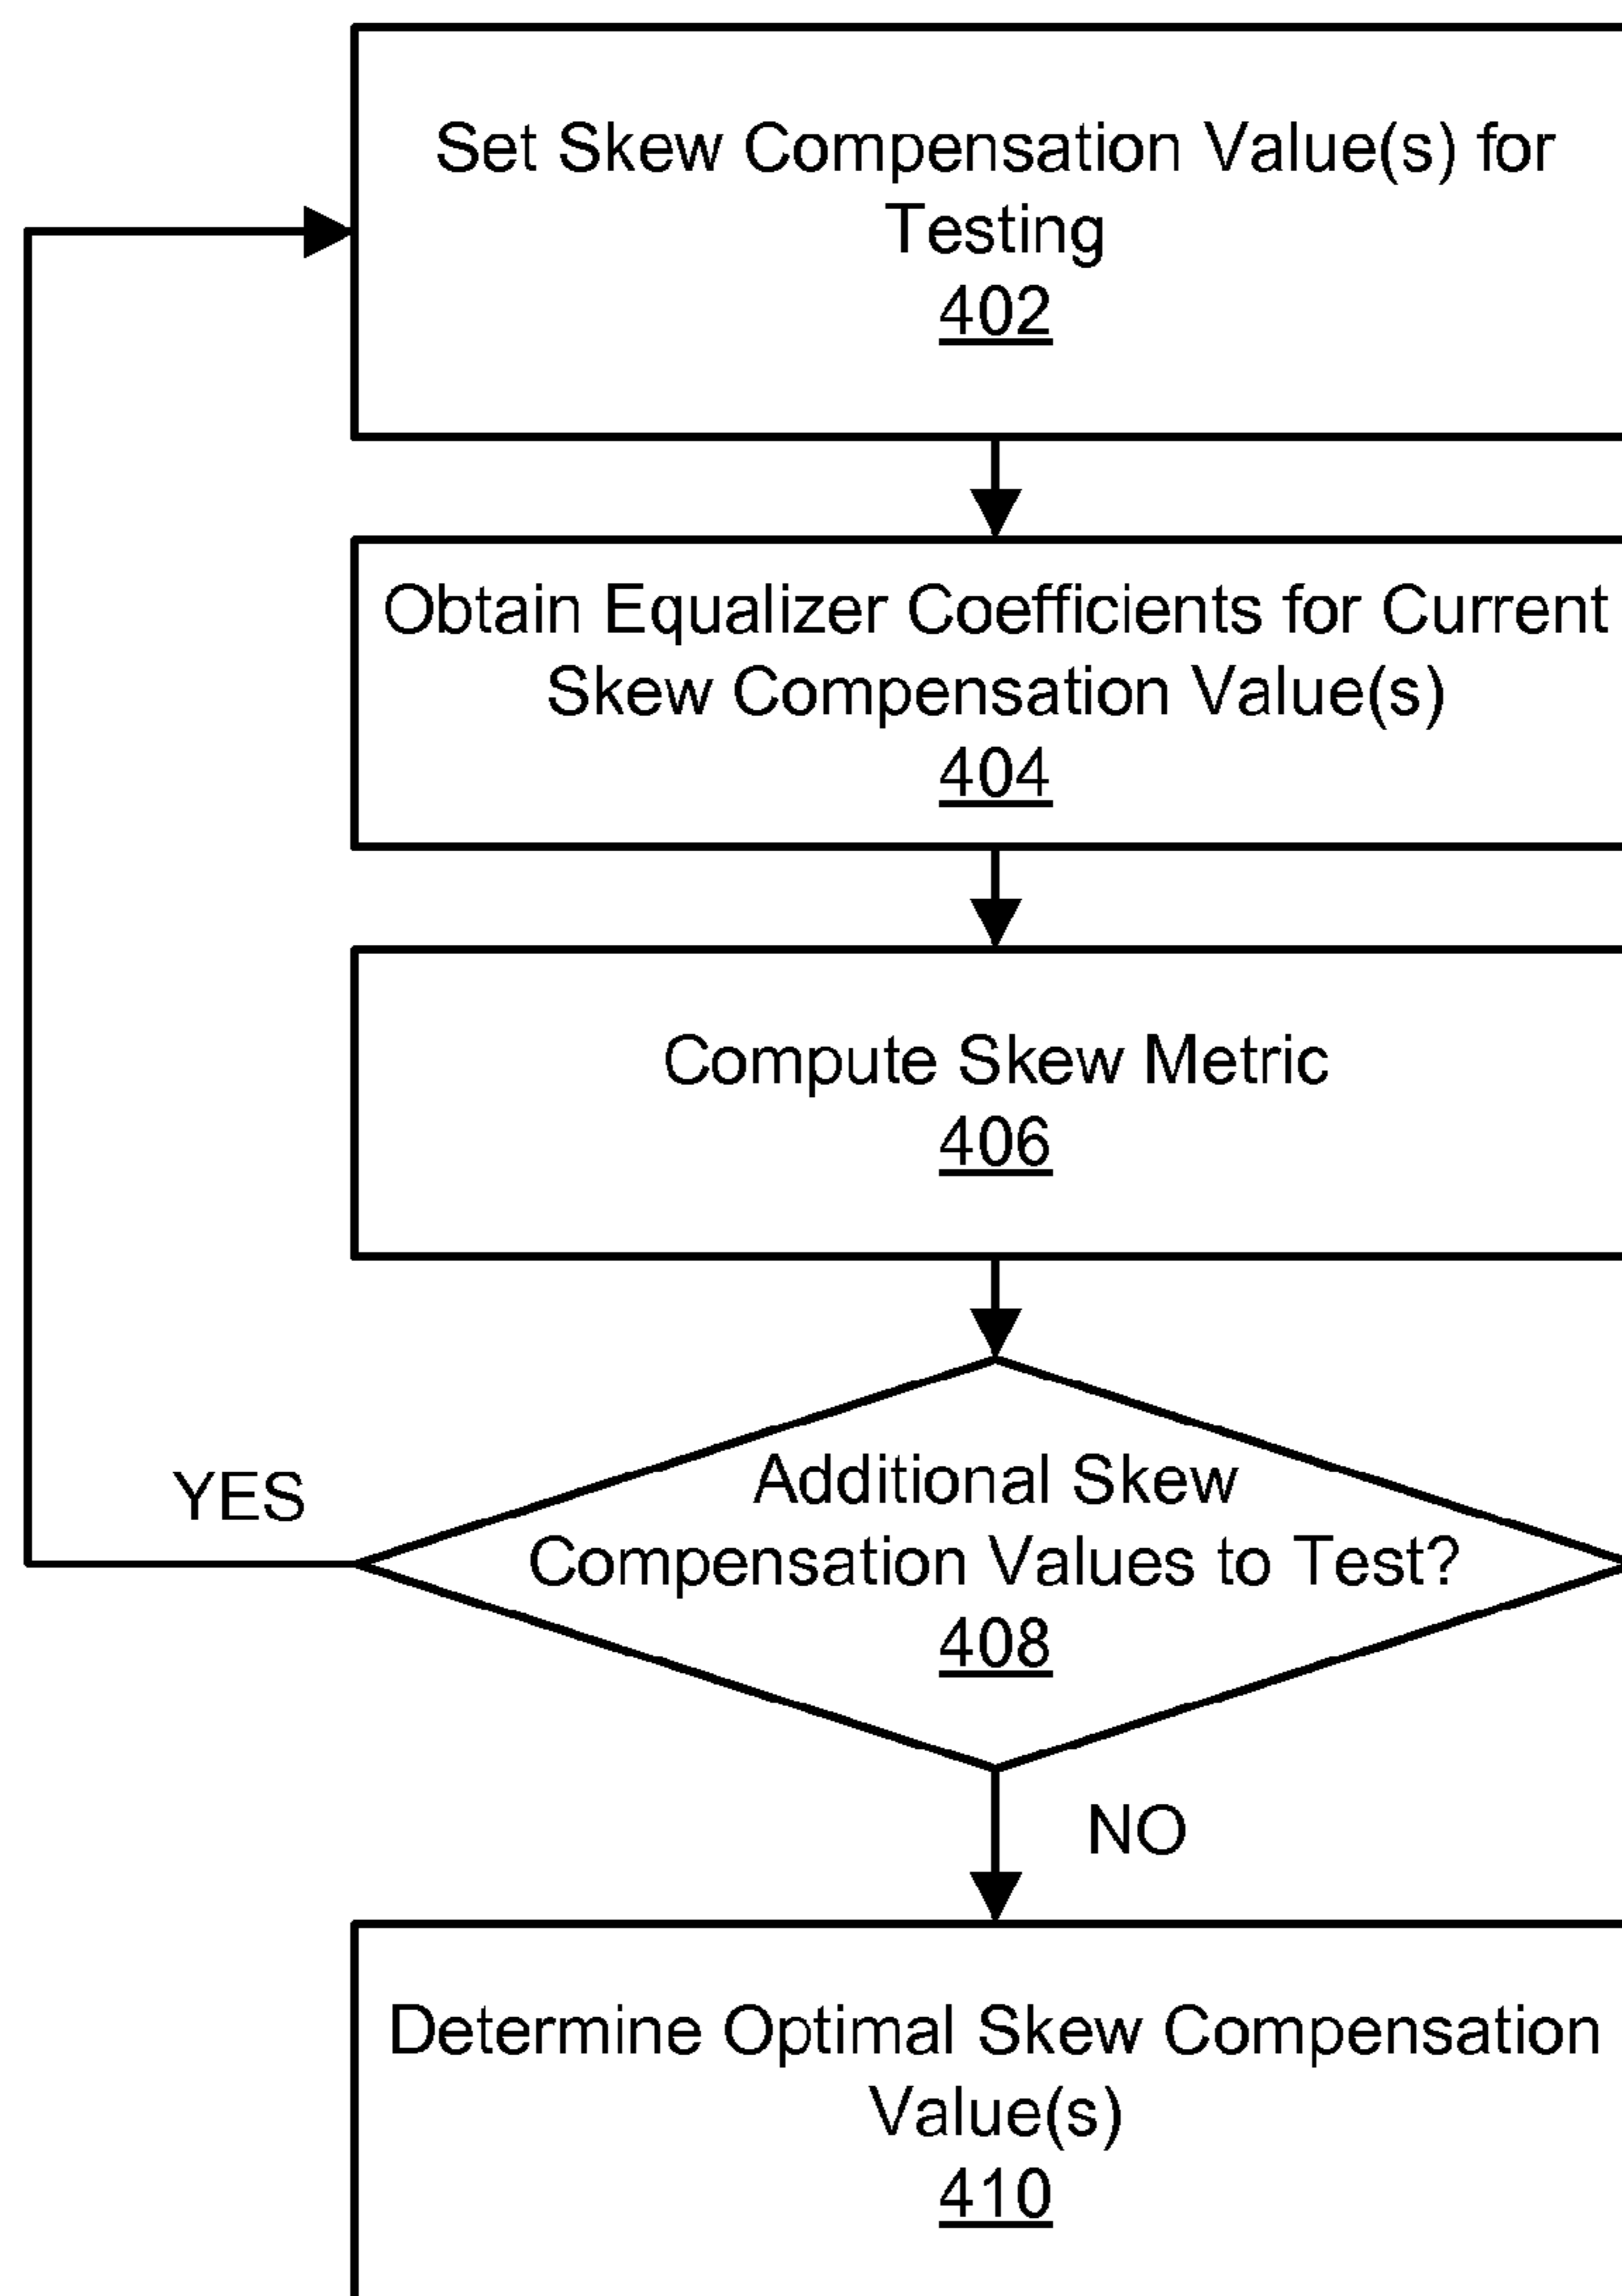 Set Skew Compensation Value(s) for
Testing
402
Obtain Equalizer Coefficients for Current
Skew Compensation Value(s)
404
Compute Skew Metric
406
Additional Skew
Compensation Values to Test?
408
YES
NO
Determine Optimal Skew Compensation
Value(s)
410